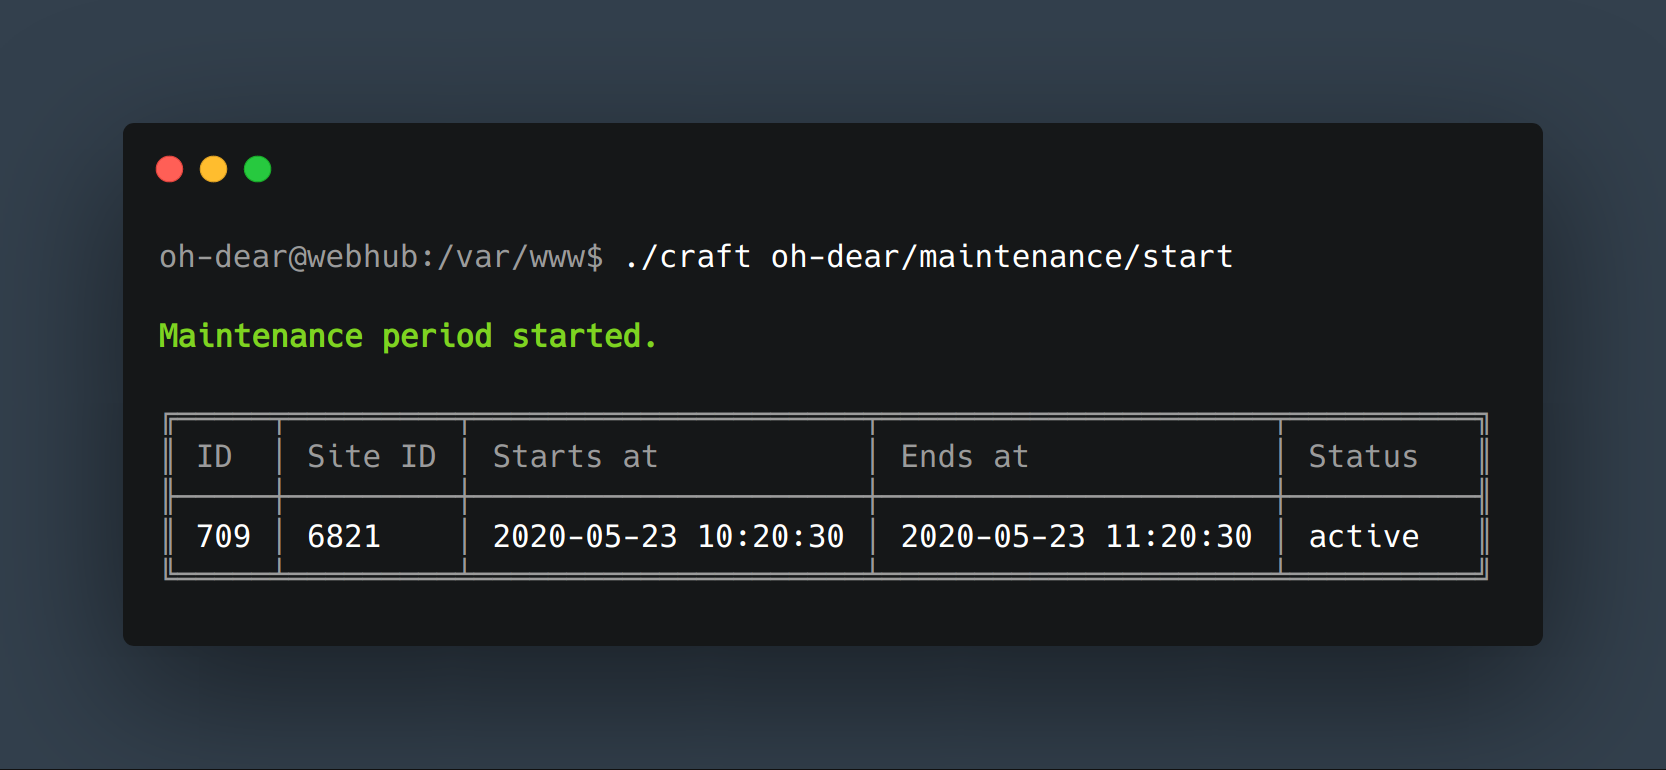 oh-dear@webhub:/var/www$ ./craft oh-dear/maintenance/start
Maintenance period started.
ID Site ID Starts at Ends at Status
709 6821 2020-05-23 10:20:30 2020-05-23 11:20:30 active